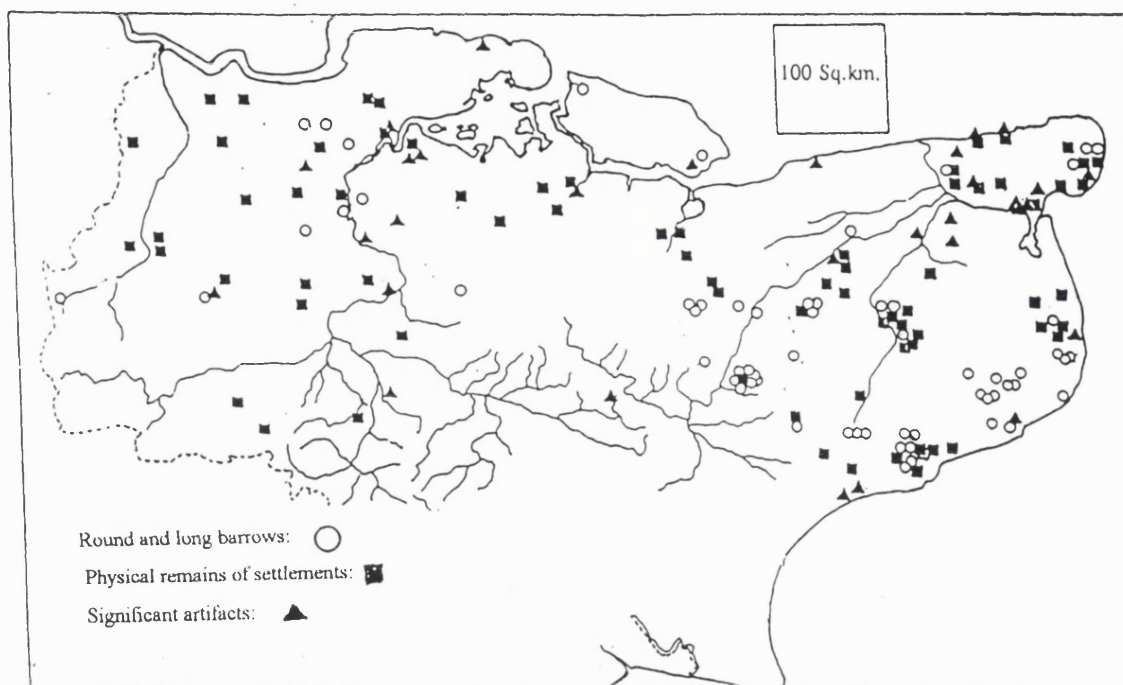 100 Sq.km.
Round and long barrows:
Physical remains of settlements:
Significant artifacts: